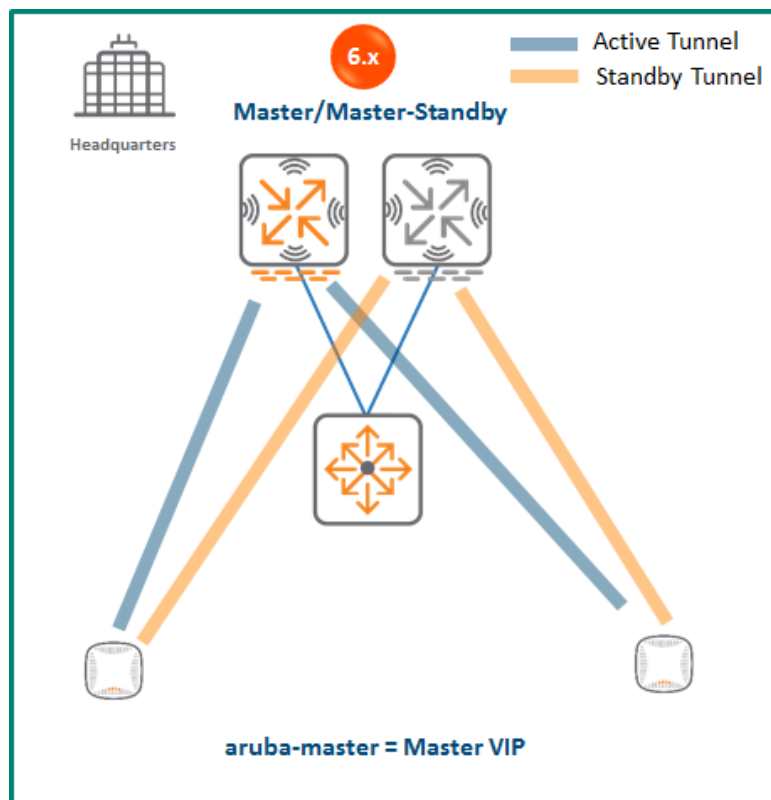 6.x
Active Tunnel
Standby Tunnel
Master/Master-Standby
Headquarters
aruba-master = Master VIP